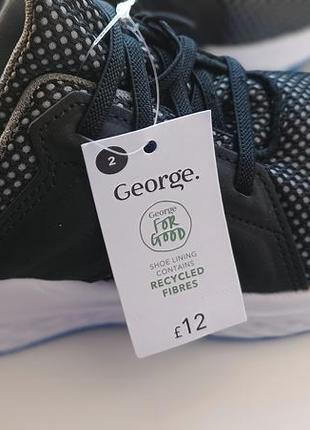 2
George.
George
FOR
GOOD
SHOE LINING
CONTAINS
RECYCLED
FIBRES
£12